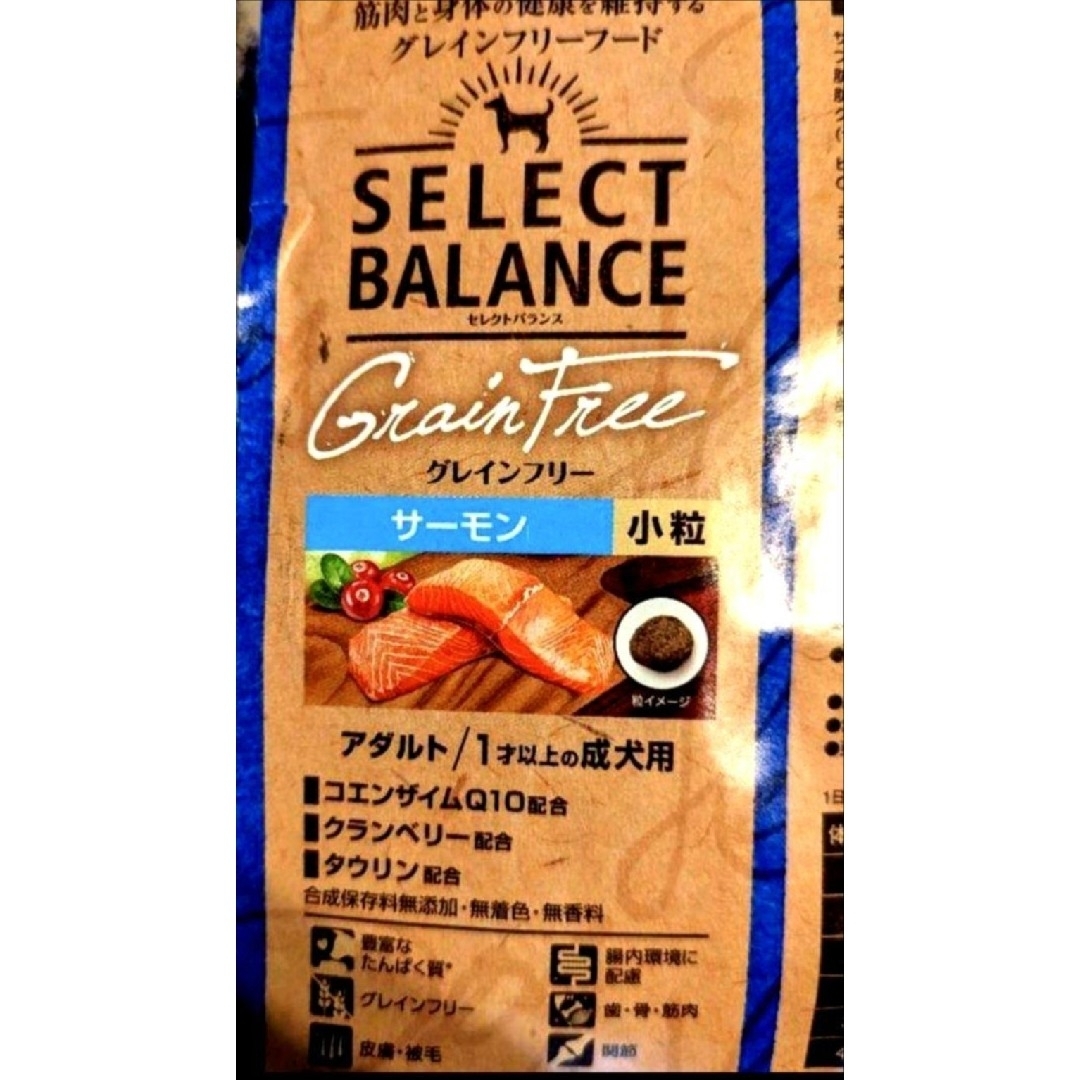 筋肉と身体の健康を維持する
グレインフリーフード
SELECT
BALANCE
セレクトバランス
Grain Free
グレインフリー
サーモン 小粒
粒イメージ
アダルト/1才以上の成犬用
コエンザイムQ10配合
クランベリー配合
タウリン配合
合成保存料無添加・無着色・無香料
豊富な
たんぱく質*
腸内環境に
配慮
グレインフリー
歯・骨・筋肉
皮膚・被毛
関節